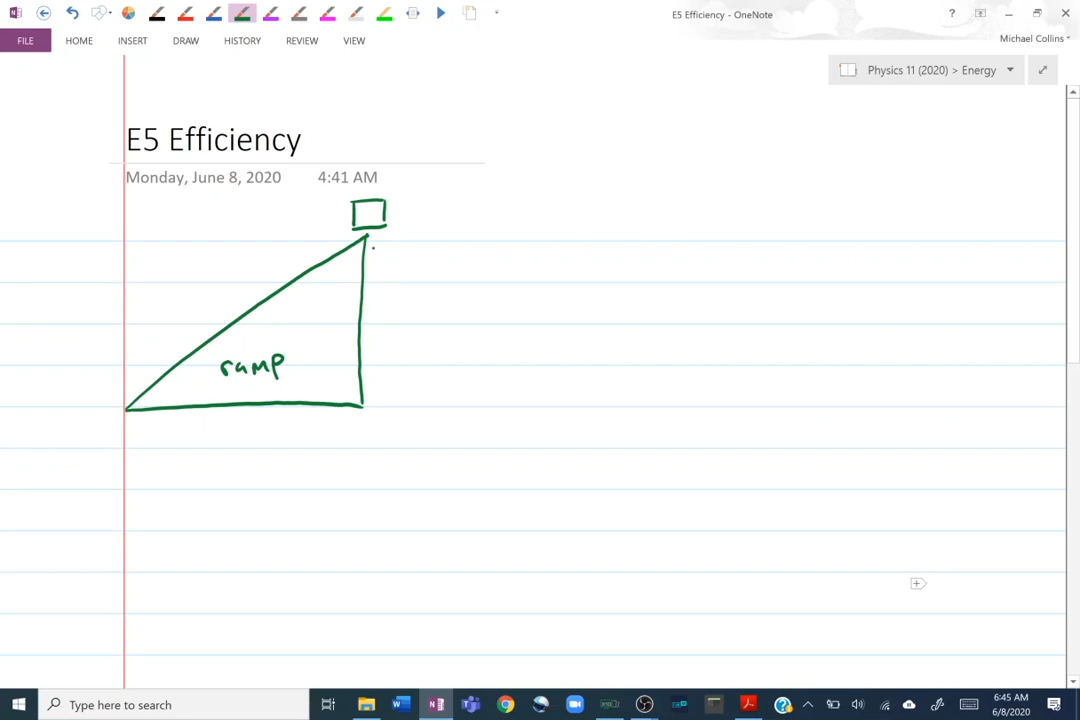 E5 Efficiency - OneNote
?
Michael Collins
FILE HOME INSERT DRAW HISTORY REVIEW VIEW
Physics 11 (2020) > Energy
E5 Efficiency
Monday, June 8, 2020 4:41 AM
ramp
Type here to search
6:45 AM
6/8/2020